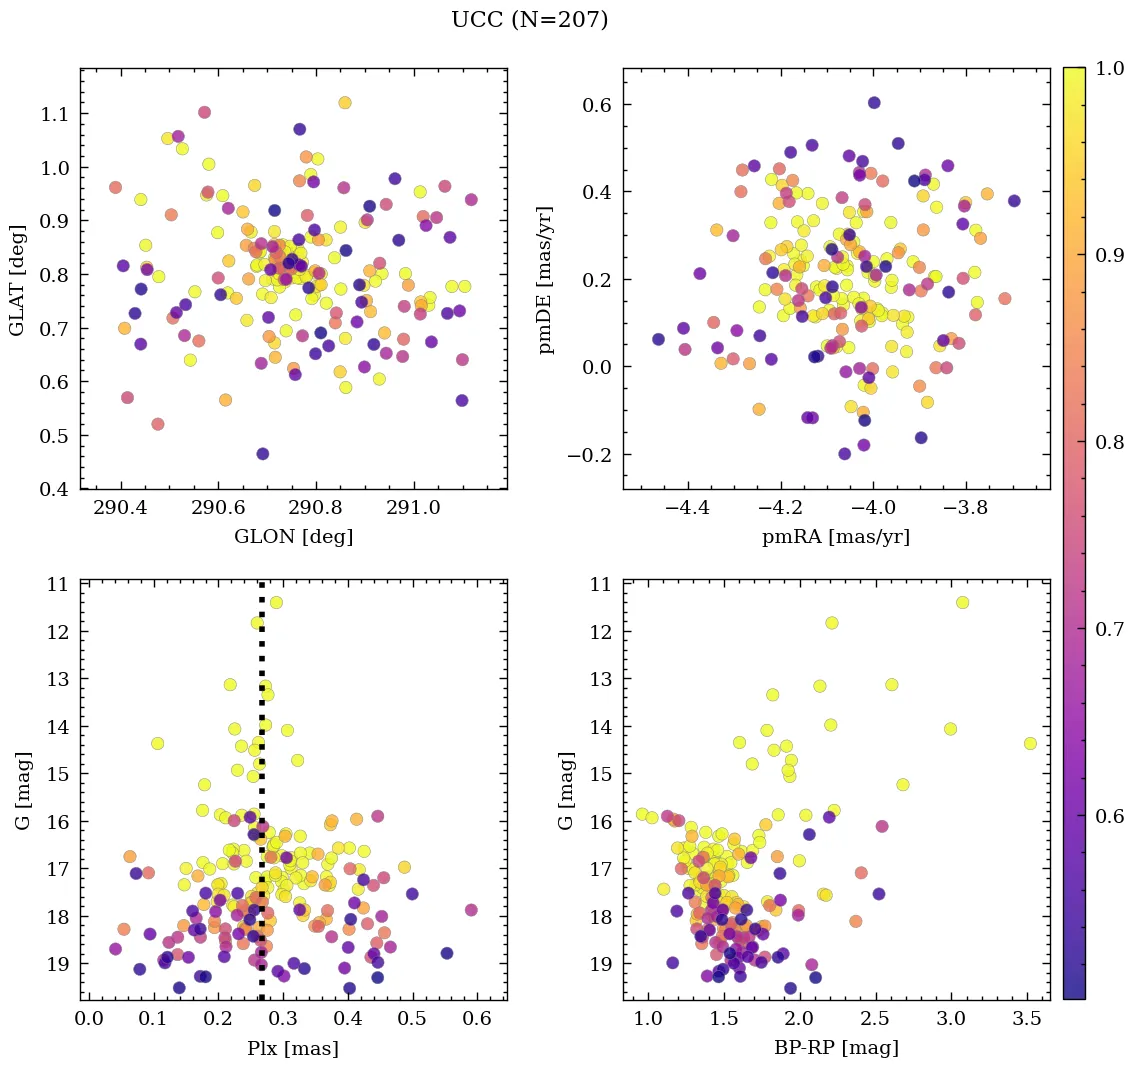 UCC (N=207)
1.1
1.0
0.9
0.8
0.7
0.6
0.5
0.4
GLAT [deg]
290.4 290.6 290.8 291.0
GLON [deg]
0.6
0.4
0.2
0.0
−0.2
pmDE [mas/yr]
−4.4 −4.2 −4.0 −3.8
pmRA [mas/yr]
1.0
0.9
0.8
0.7
0.6
11
12
13
14
15
16
17
18
19
G [mag]
0.0 0.1 0.2 0.3 0.4 0.5 0.6
Plx [mas]
11
12
13
14
15
16
17
18
19
G [mag]
1.0 1.5 2.0 2.5 3.0 3.5
BP-RP [mag]